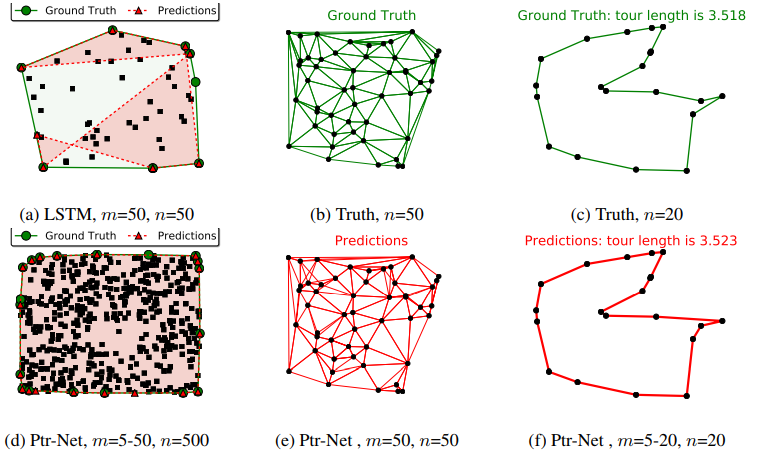 Ground Truth Predictions
Ground Truth
Ground Truth: tour length is 3.518
(a) LSTM, m=50, n=50
(b) Truth, n=50
(c) Truth, n=20
Ground Truth Predictions
Predictions
Predictions: tour length is 3.523
(d) Ptr-Net, m=5-50, n=500
(e) Ptr-Net , m=50, n=50
(f) Ptr-Net , m=5-20, n=20